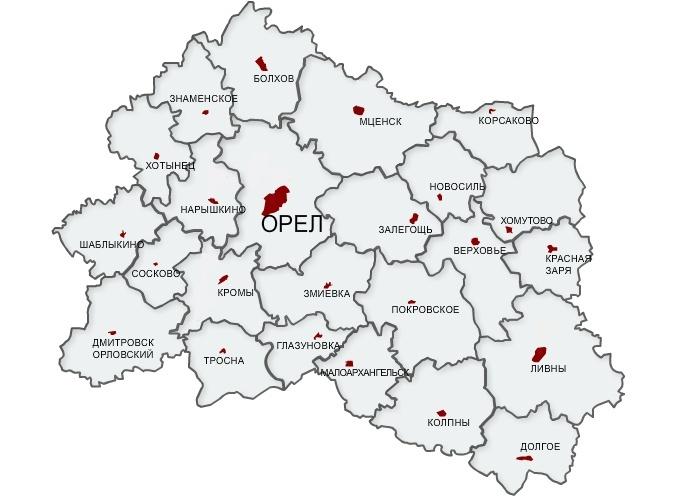 БОЛХОВ
ЗНАМЕНСКОЕ
МЦЕНСК
КОРСАКОВО
ХОТЫНЕЦ
НОВОСИЛЬ
НАРЫШКИНО
ОРЕЛ
ХОМУТОВО
ЗАЛЕГОЩЬ
ШАБЛЫКИНО
ВЕРХОВЬЕ
КРАСНАЯ
ЗАРЯ
СОСКОВО
КРОМЫ
ЗМИЕВКА
ПОКРОВСКОЕ
ДМИТРОВСК
ОРЛОВСКИЙ
ГЛАЗУНОВКА
ТРОСНА
МАЛОАРХАНГЕЛЬСК
ЛИВНЫ
КОЛПНЫ
ДОЛГОЕ